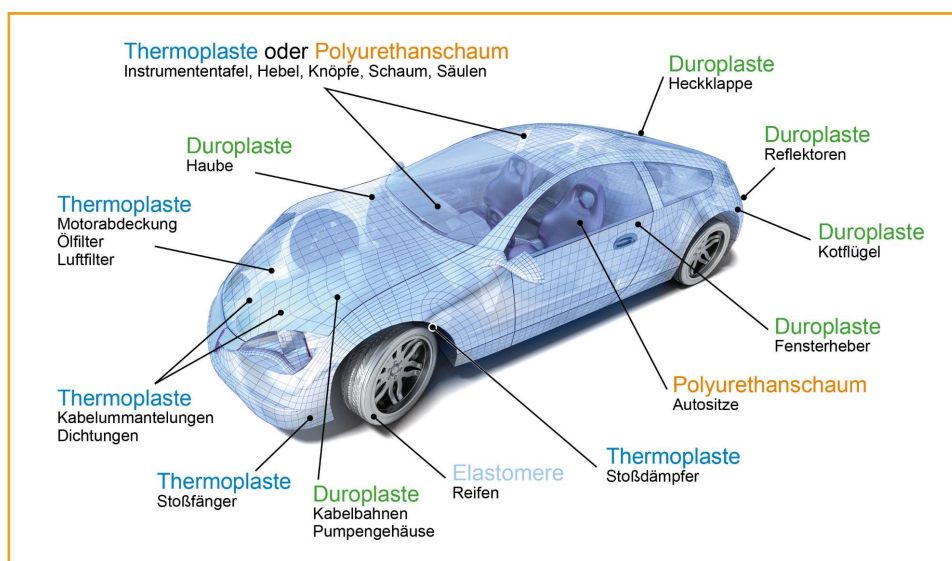 Thermoplaste oder Polyurethanschaum
Instrumententafel, Hebel, Knöpfe, Schaum, Säulen
Duroplaste
Heckklappe
Duroplaste
Haube
Duroplaste
Reflektoren
Thermoplaste
Motorabdeckung
Ölfilter
Luftfilter
Duroplaste
Kotflügel
Duroplaste
Fensterheber
Polyurethanschaum
Autositze
Thermoplaste
Kabelummantelungen
Dichtungen
Thermoplaste
Stoßfänger
Duroplaste
Kabelbahnen
Pumpengehäuse
Elastomere
Reifen
Thermoplaste
Stoßdämpfer